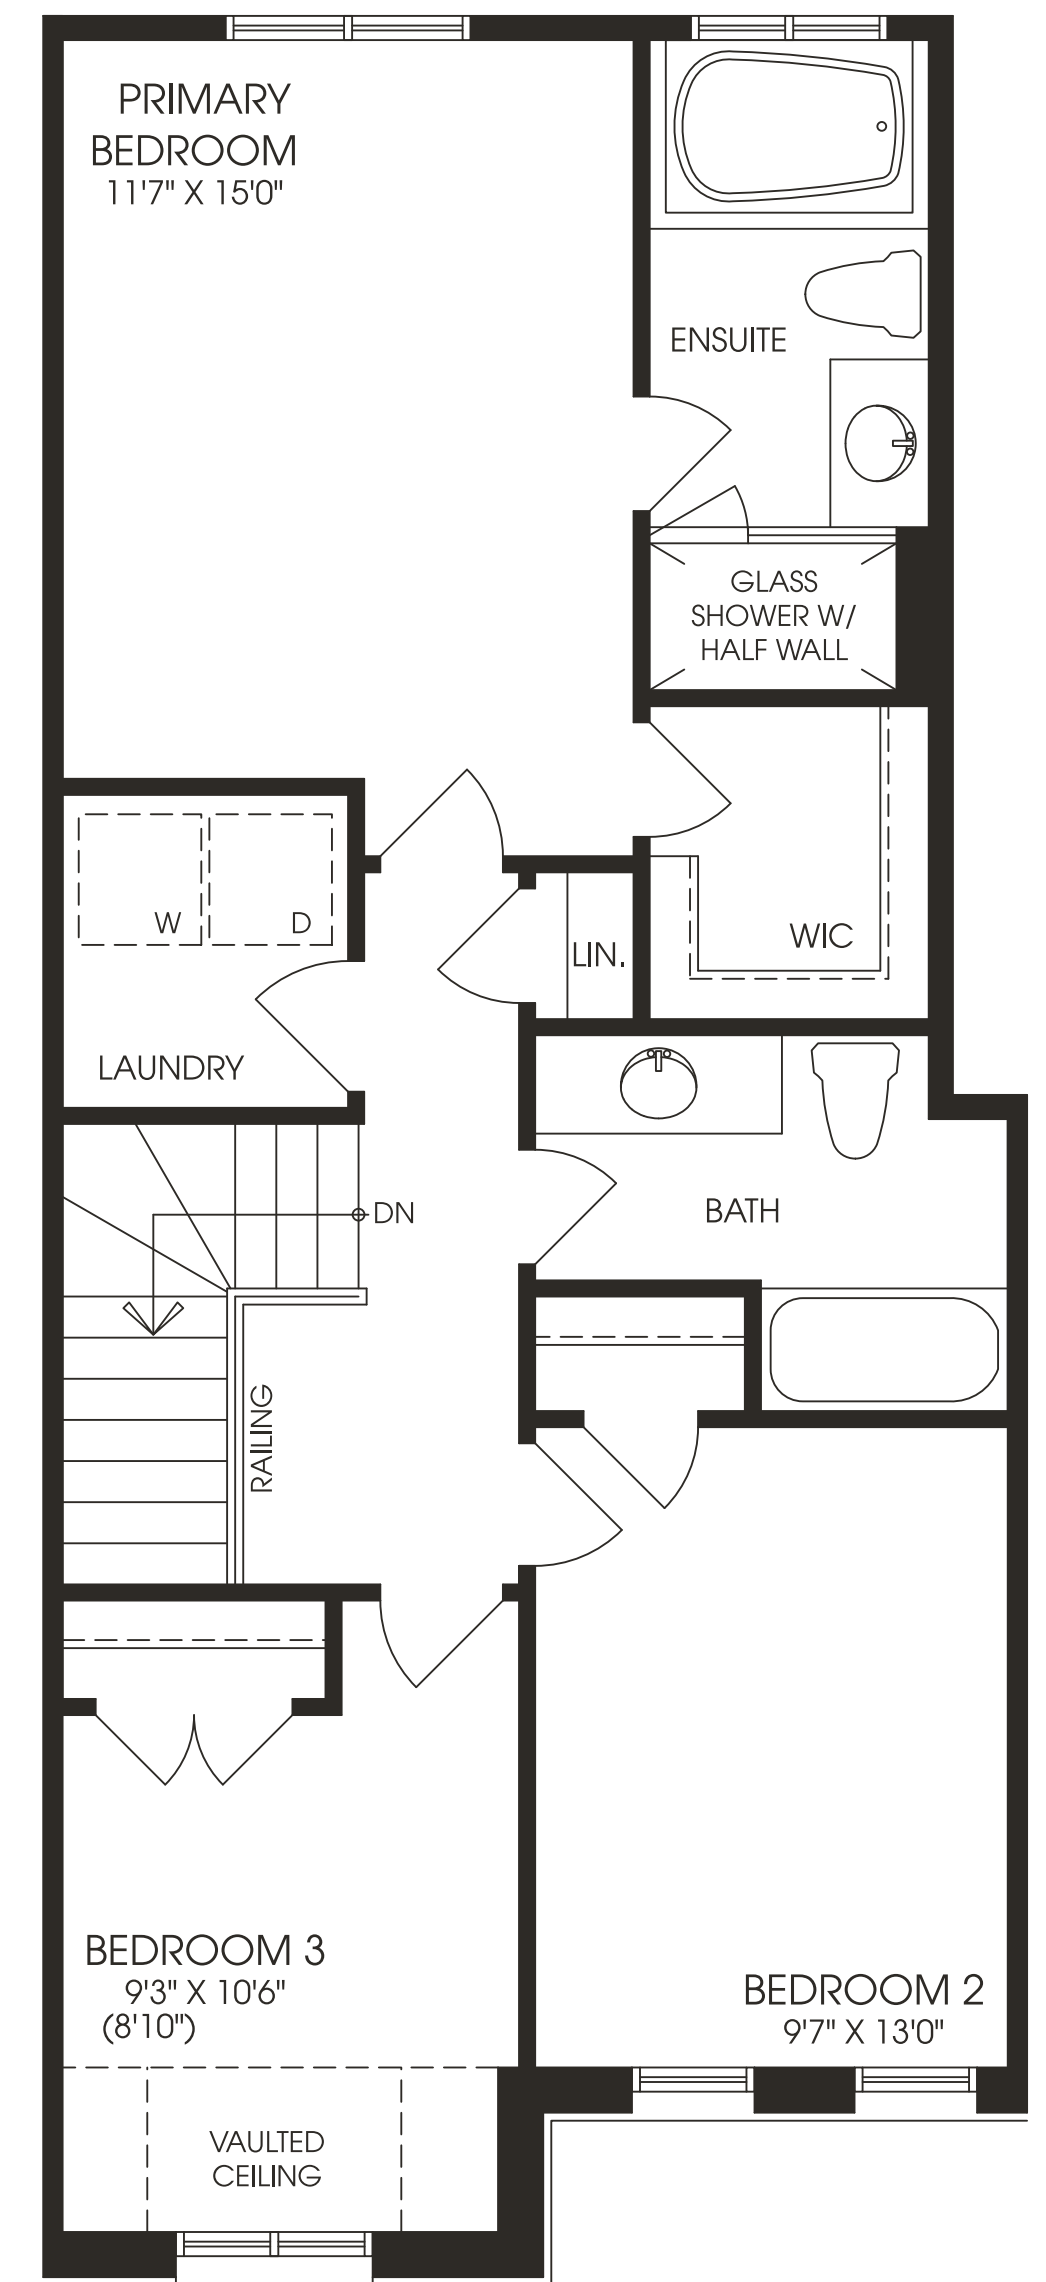 PRIMARY
BEDROOM
11'7" X 15'0"
ENSUITE
GLASS
SHOWER W/
HALF WALL
W
D
LIN.
WIC
LAUNDRY
DN
BATH
RAILING
BEDROOM 3
9'3" X 10'6"
(8'10")
BEDROOM 2
9'7" X 13'0"
VAULTED
CEILING